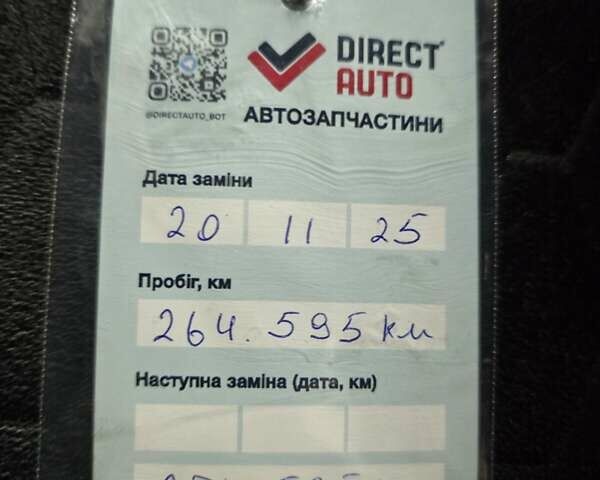 DIRECT
AUTO
@DIRECTAUTO_BOT
АВТОЗАПЧАСТИНИ
Дата заміни
20 11 25
Пробіг, км
264.595 км
Наступна заміна (дата, км)